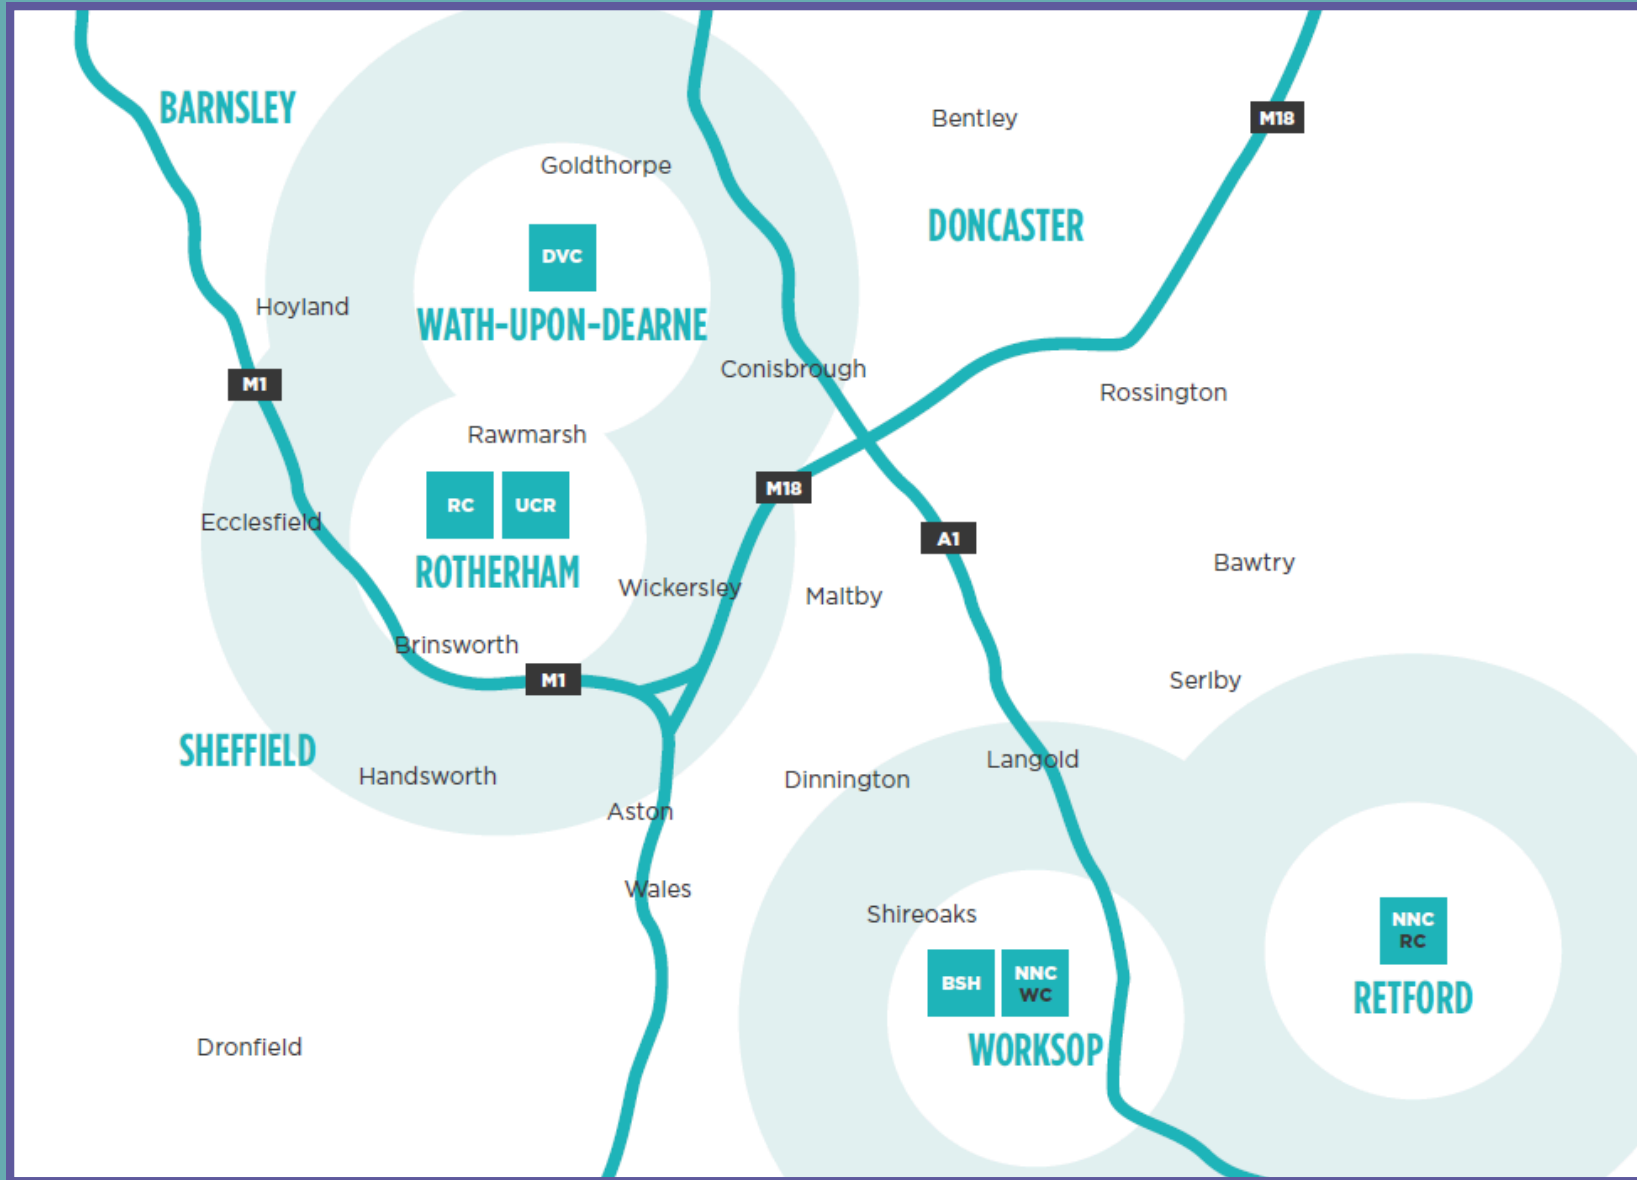 BARNSLEY
Bentley
M18
Goldthorpe
DONCASTER
DVC
Hoyland
WATH-UPON-DEARNE
Conisbrough
M1
Rossington
Rawmarsh
M18
RC
UCR
Ecclesfield
A1
Bawtry
ROTHERHAM
Wickersley
Maltby
Brinsworth
M1
Serlby
SHEFFIELD
Langold
Handsworth
Dinnington
Aston
Wales
Shireoaks
NNC
RC
BSH
NNC
WC
RETFORD
Dronfield
WORKSOP